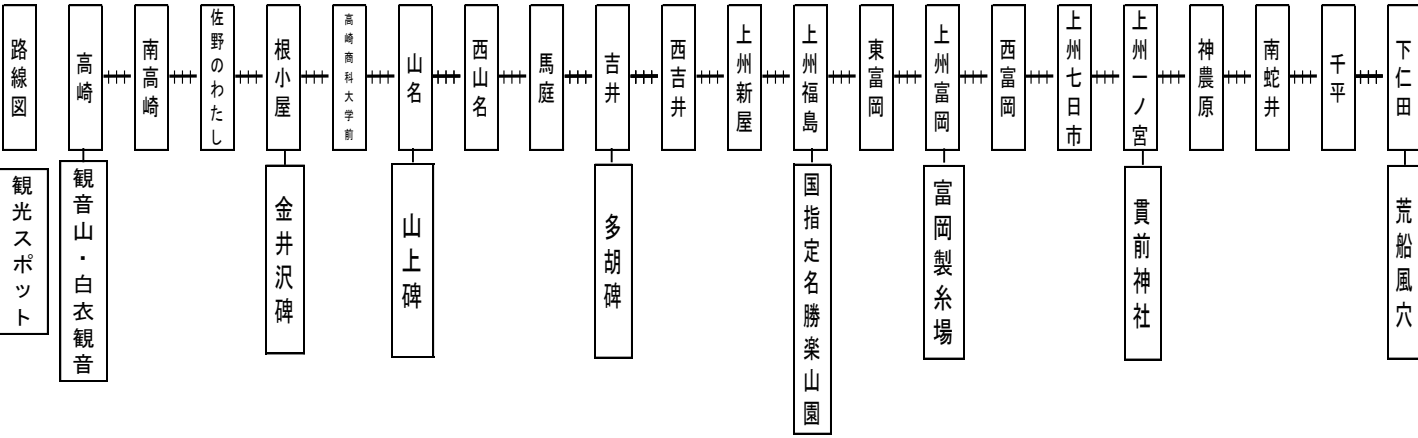 路線図
高崎
南高崎
佐野のわたし
根小屋
高崎商科大学前
山名
西山名
馬庭
吉井
西吉井
上州新屋
上州福島
東富岡
上州富岡
西富岡
上州七日市
上州一ノ宮
神農原
南蛇井
千平
下仁田
観光スポット
観音山・白衣観音
金井沢碑
山上碑
多胡碑
国指定名勝楽山園
富岡製糸場
貫前神社
荒船風穴